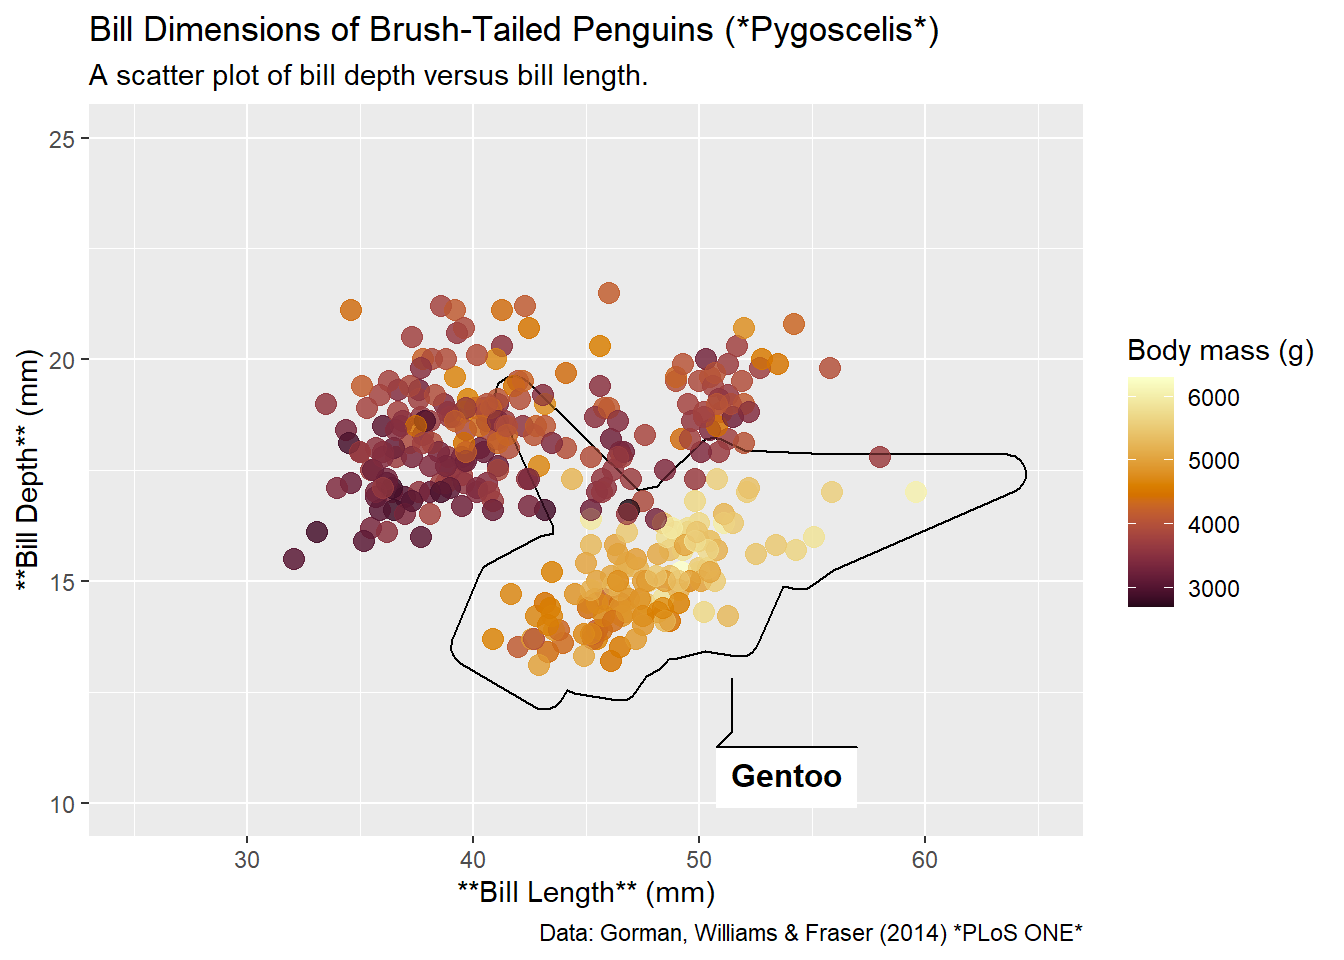 Bill Dimensions of Brush-Tailed Penguins (*Pygoscelis*)
A scatter plot of bill depth versus bill length.
**Bill Depth** (mm)
25
20
15
10
Gentoo
30
40
50
60
**Bill Length** (mm)
Body mass (g)
6000
5000
4000
3000
Data: Gorman, Williams & Fraser (2014) *PLoS ONE*